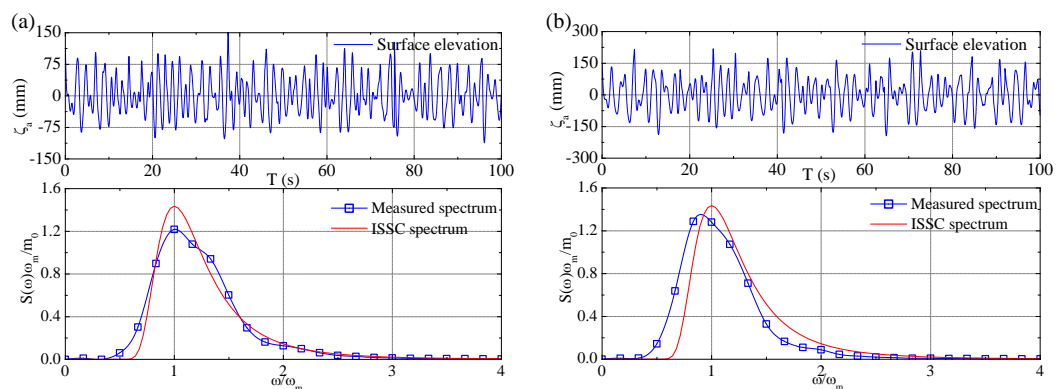 (a)
Surface elevation
ζa (mm)
150
75
0
-75
-150
0 20 40 60 80 100
T (s)
Measured spectrum
ISSC spectrum
S(ω)ωm/m0
1.6
1.2
0.8
0.4
0.0
0 1 2 3 4
ω/ωm
(b)
Surface elevation
ζa (mm)
300
150
0
-150
-300
0 20 40 60 80 100
T (s)
Measured spectrum
ISSC spectrum
S(ω)ωm/m0
1.6
1.2
0.8
0.4
0.0
0 1 2 3 4
ω/ωm